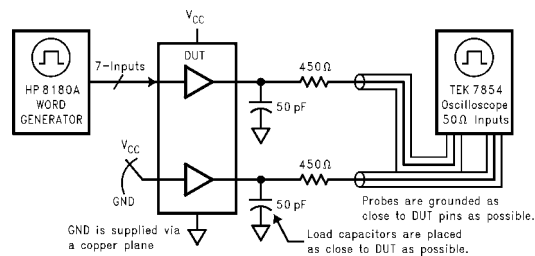 VCC
DUT
HP 8180A
WORD
GENERATOR
7-Inputs
450Ω
50 pF
TEK 7854
Oscilloscope
50Ω Inputs
VCC
GND
450Ω
50 pF
GND is supplied via
a copper plane
Load capacitors are placed
as close to DUT as possible.
Probes are grounded as
close to DUT pins as possible.